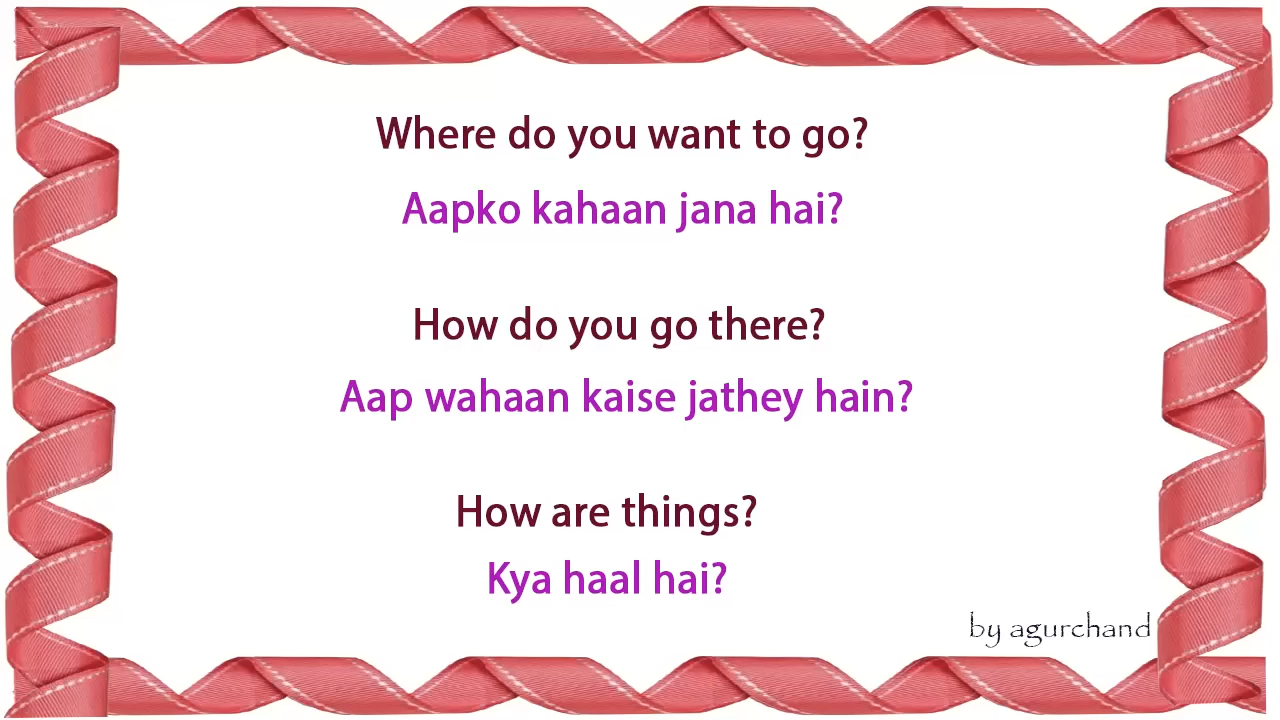 Where do you want to go?
Aapko kahaan jana hai?
How do you go there?
Aap wahaan kaise jathey hain?
How are things?
Kya haal hai?
by agurchand